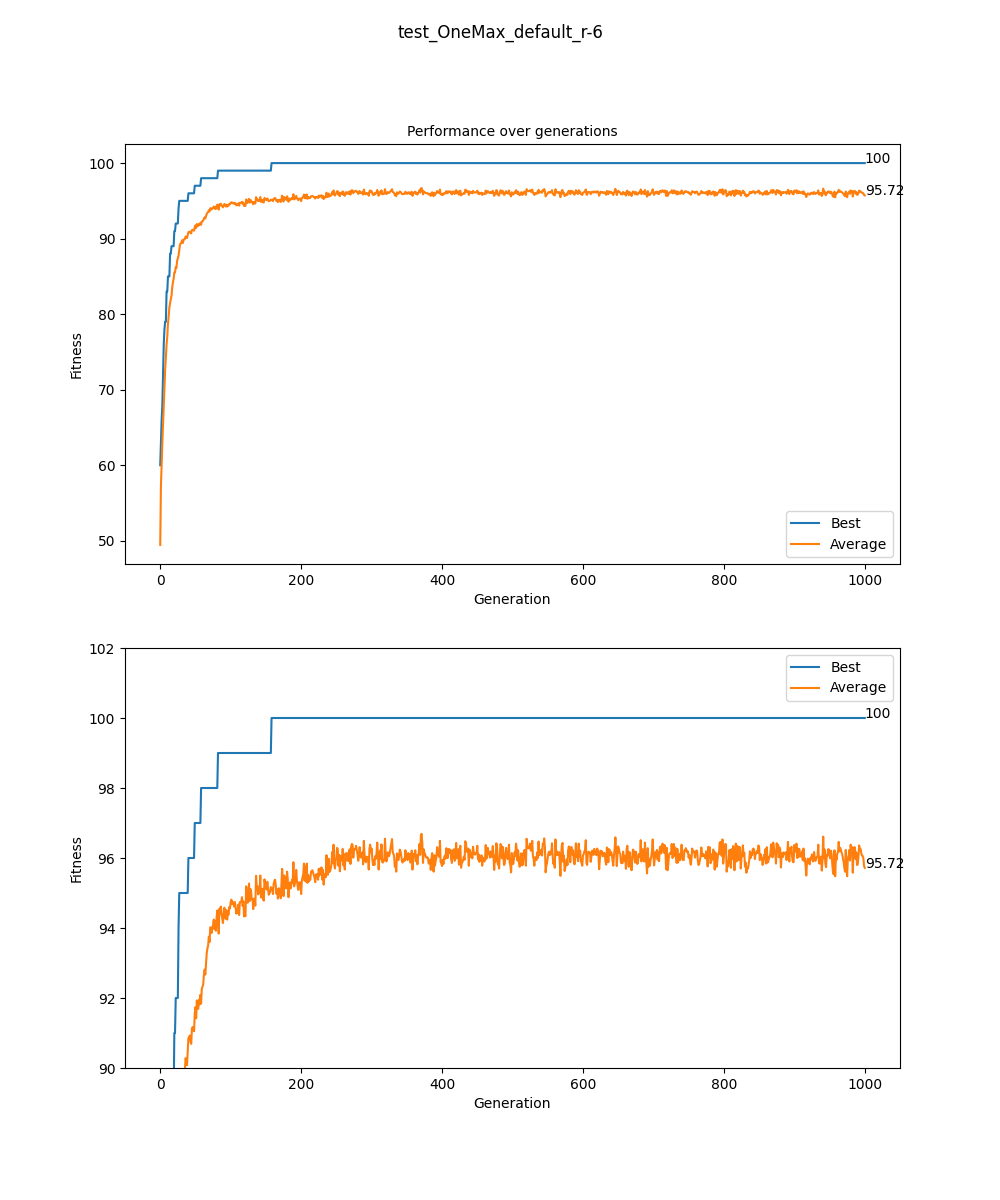 test_OneMax_default_r-6
Performance over generations
100
95.72
100
90
80
70
60
50
Fitness
Best
Average
0 200 400 600 800 1000
Generation
102
100
98
96
94
92
90
Fitness
Best
Average
100
95.72
0 200 400 600 800 1000
Generation